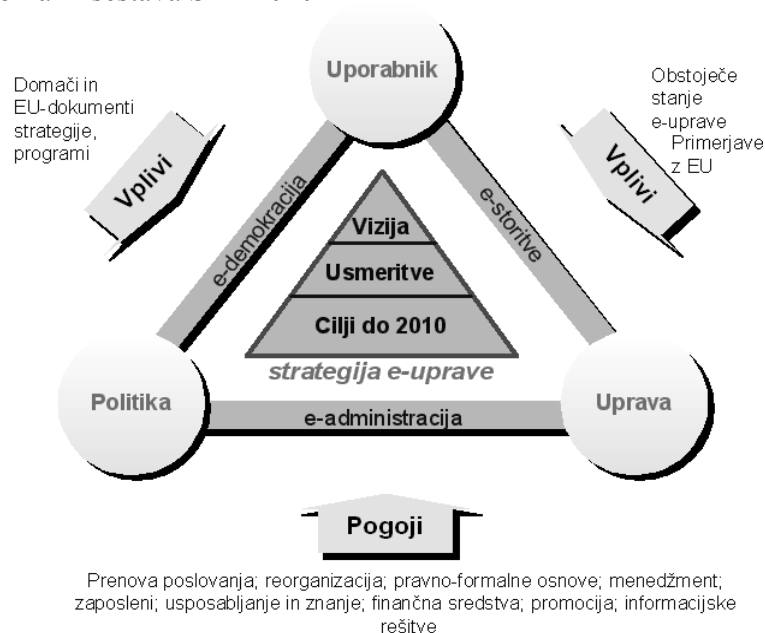 Uporabnik
Domači in
EU-dokumenti
strategije,
programi
Vplivi
Obstoječe
stanje
e-uprave
Primerjave
z EU
Vplivi
e-demokracija
e-storitve
Vizija
Usmeritve
Cilji do 2010
strategija e-uprave
Politika
Uprava
e-administracija
Pogoji
Prenova poslovanja; reorganizacija; pravno-formalne osnove; menedžment;
zaposleni; usposabljanje in znanje; finančna sredstva; promocija; informacijske
rešitve